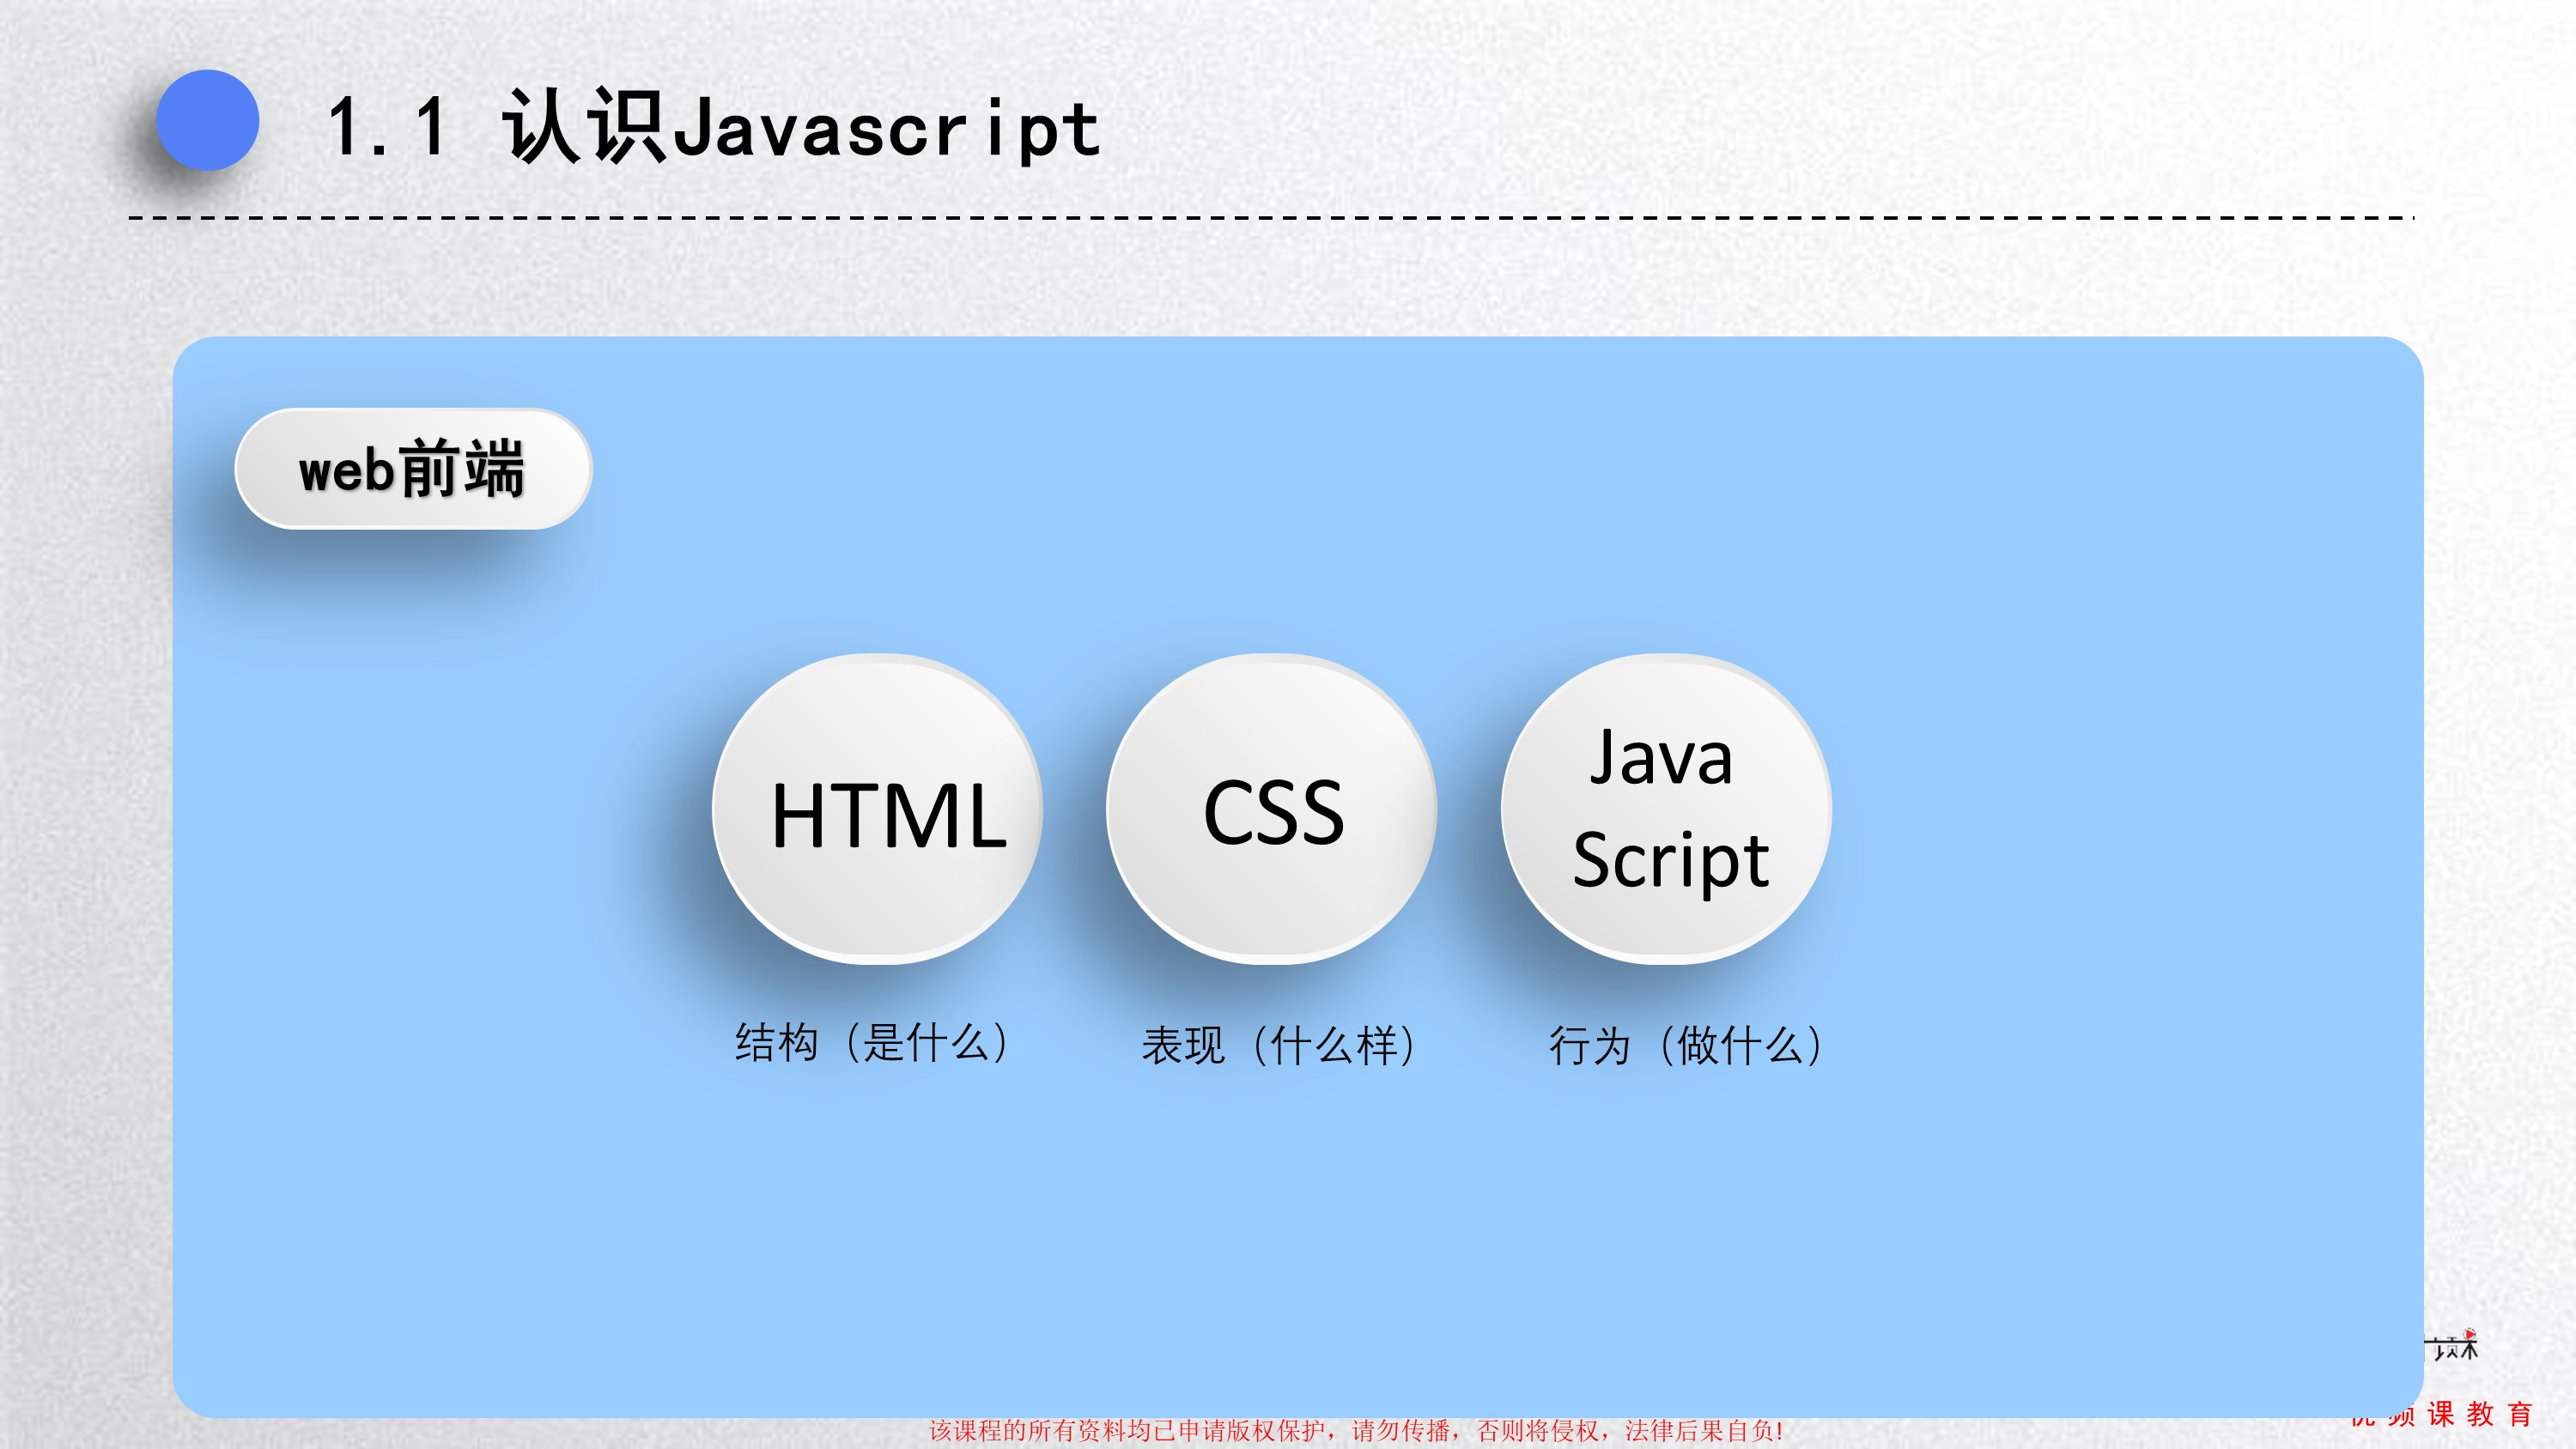 1.1 认识Javascript
web前端
HTML
CSS
Java
Script
结构（是什么）
表现（什么样）
行为（做什么）
频课教育
该课程的所有资料均已申请版权保护，请勿传播，否则将侵权，法律后果自负!